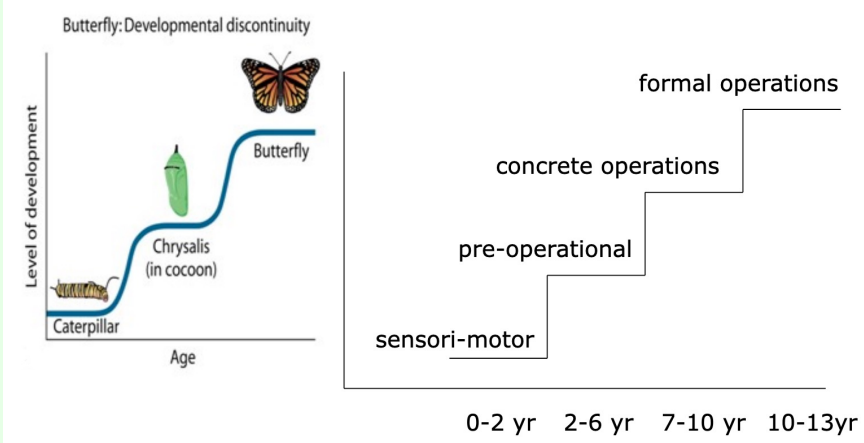 Butterfly: Developmental discontinuity
Level of development
Butterfly
Chrysalis
(in cocoon)
Caterpillar
Age
formal operations
concrete operations
pre-operational
sensori-motor
0-2 yr 2-6 yr 7-10 yr 10-13yr